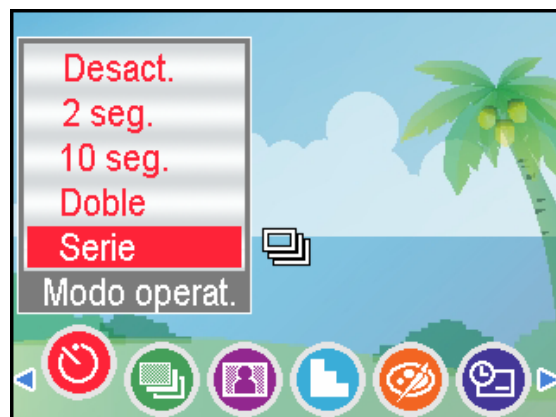 Desact.
2 seg.
10 seg.
Doble
Serie
Modo operat.